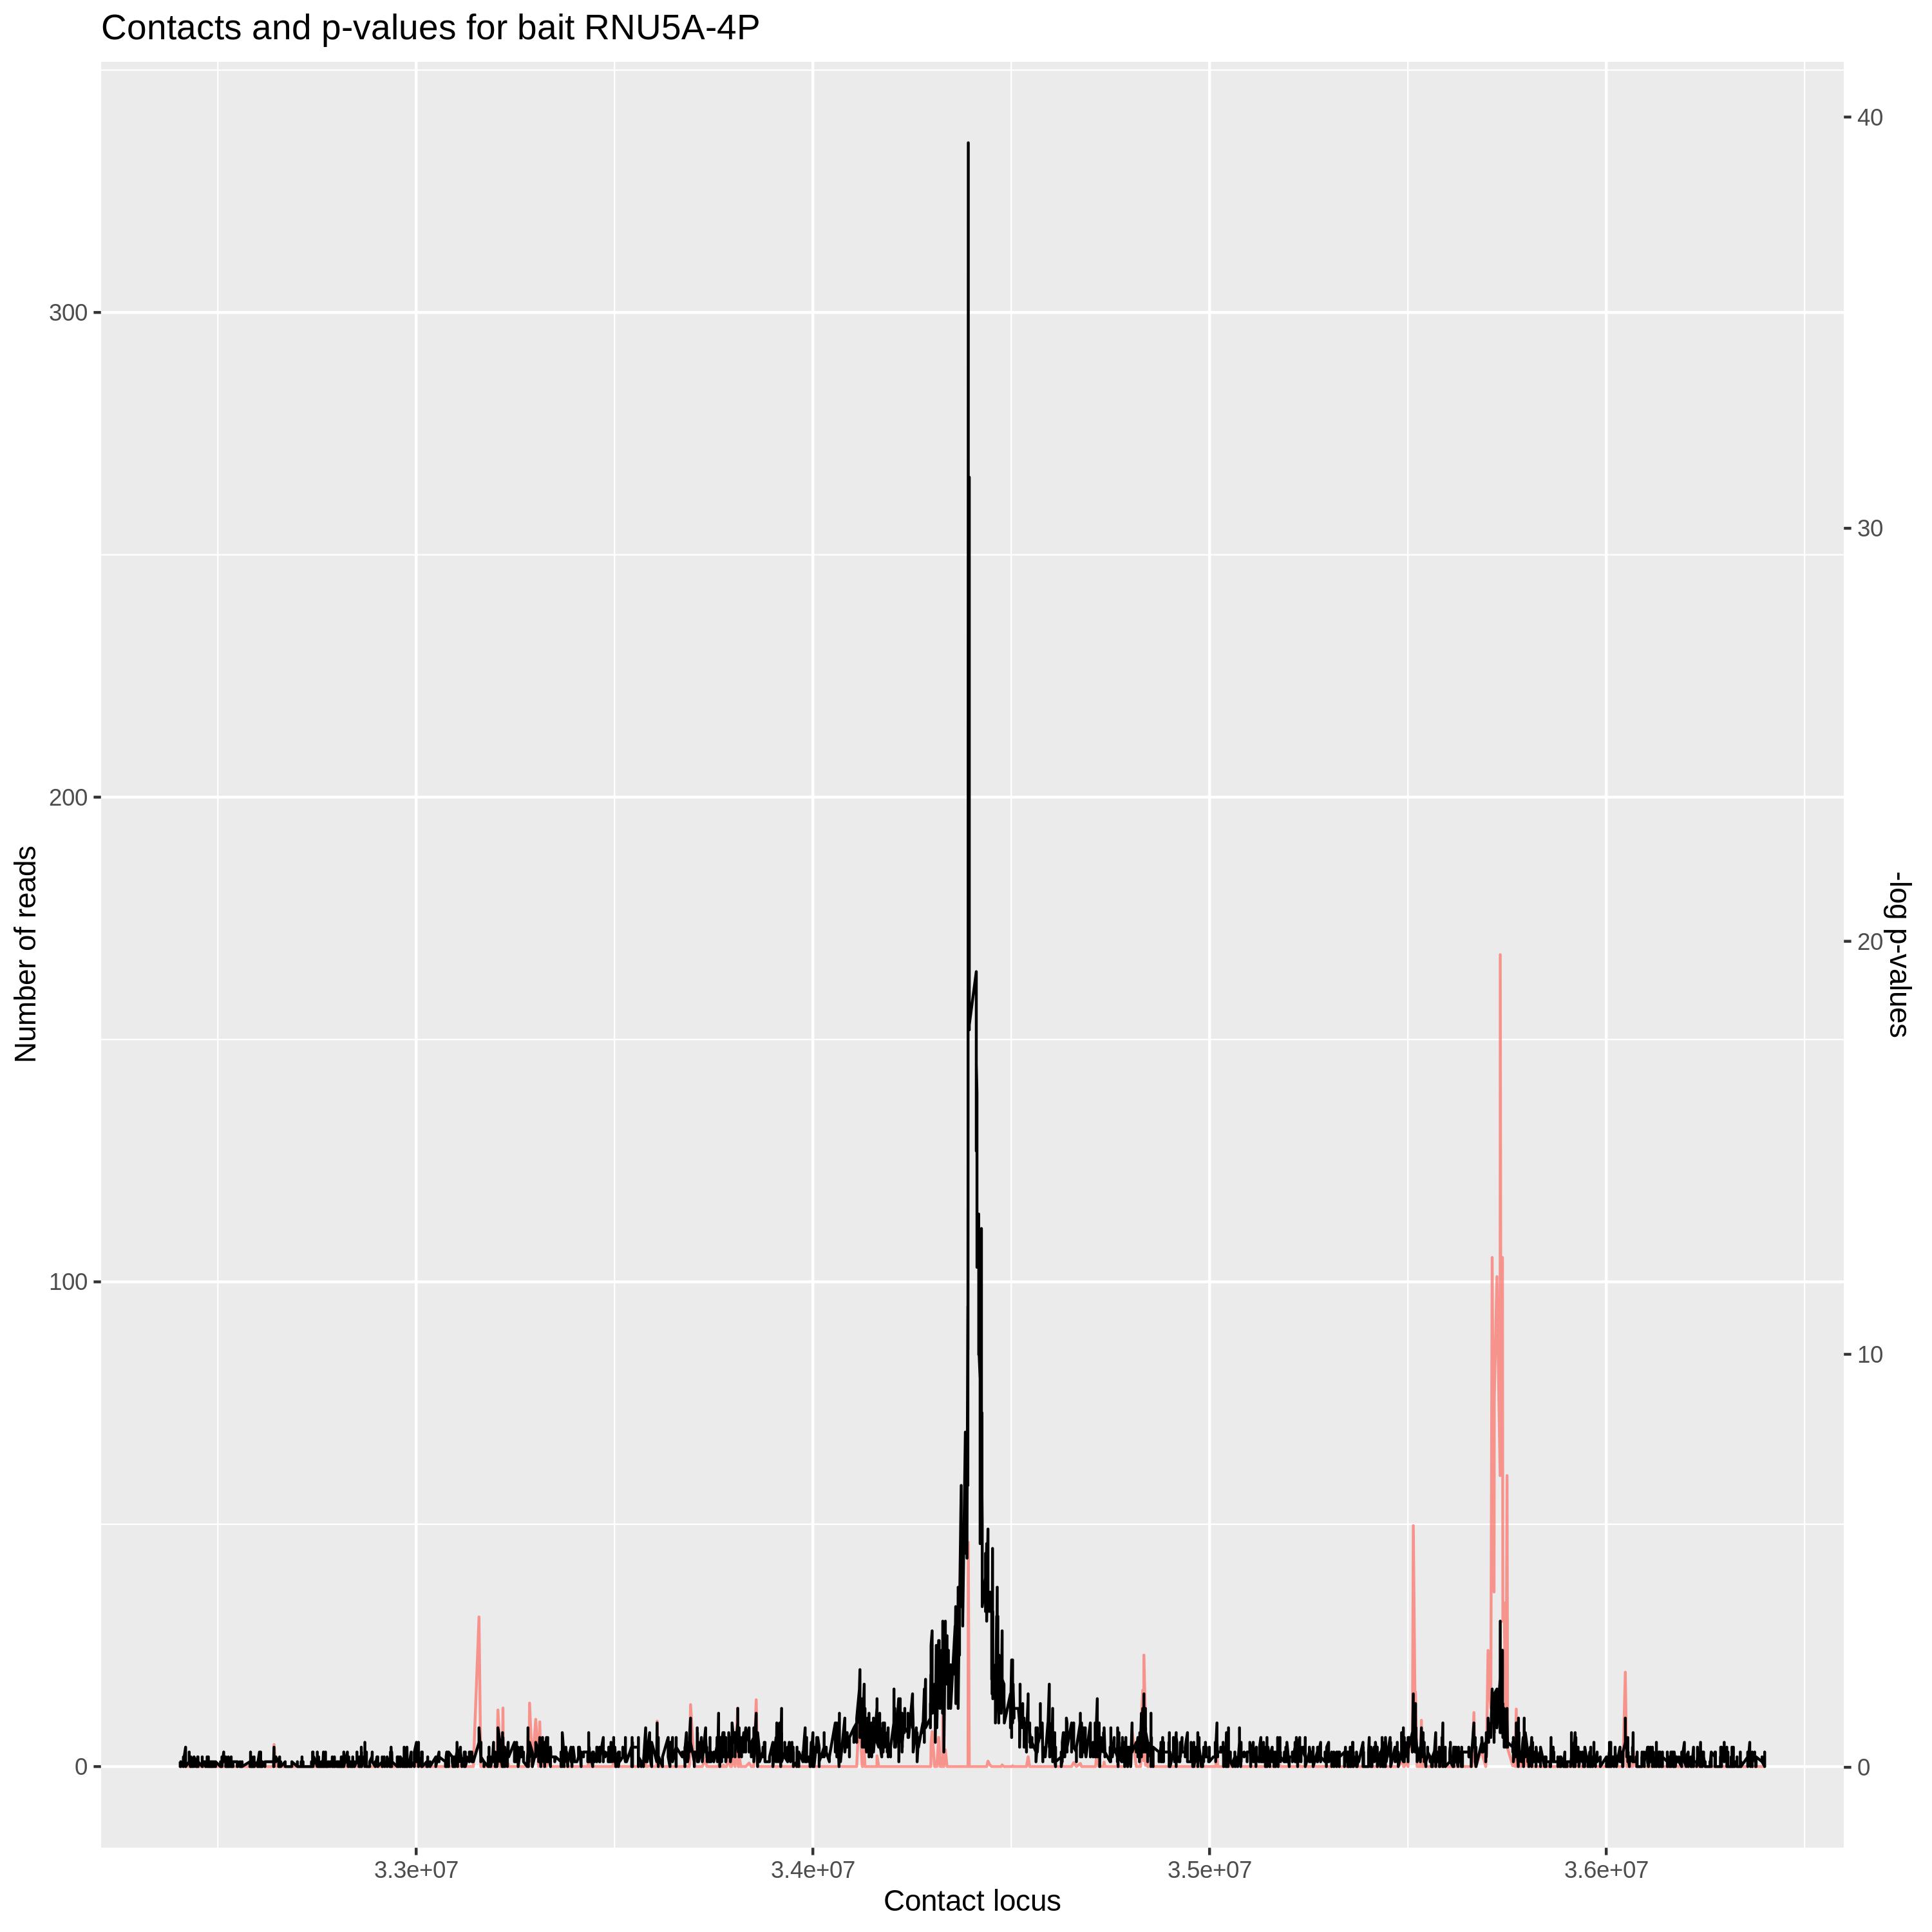 Contacts and p-values for bait RNU5A-4P
Number of reads
300
200
100
0
40
30
20
10
0
-log p-values
3.3e+07
3.4e+07
3.5e+07
3.6e+07
Contact locus